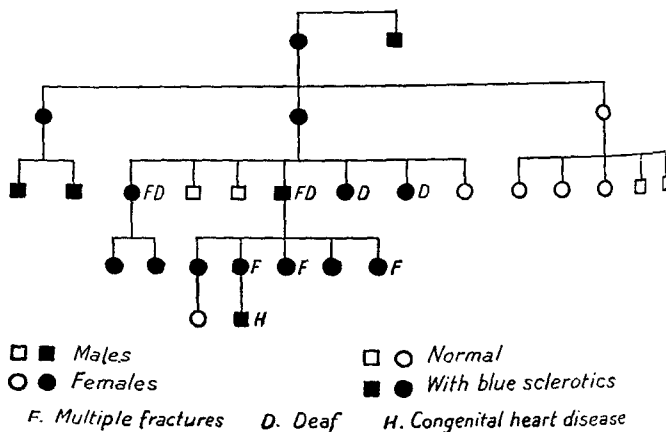 FD FD D D
F F F
H
Males Normal
Females With blue sclerotics
F. Multiple fractures D. Deaf H. Congenital heart disease